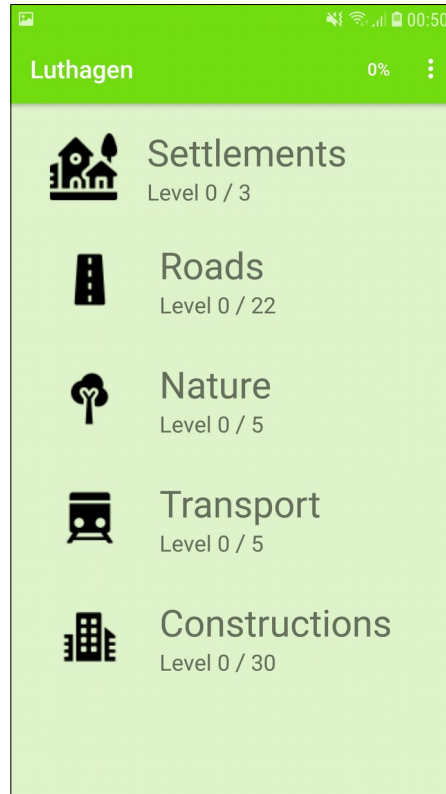 00:50
Luthagen 0%
Settlements
Level 0 / 3
Roads
Level 0 / 22
Nature
Level 0 / 5
Transport
Level 0 / 5
Constructions
Level 0 / 30